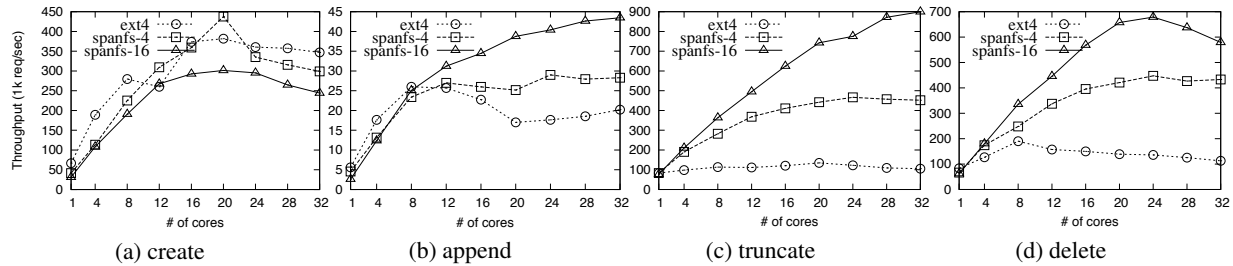 Throughput (1k req/sec)
450
400
350
300
250
200
150
100
50
0
ext4
spanfs-4
spanfs-16
1 4 8 12 16 20 24 28 32
# of cores
(a) create
45
40
35
30
25
20
15
10
5
0
ext4
spanfs-4
spanfs-16
1 4 8 12 16 20 24 28 32
# of cores
(b) append
900
800
700
600
500
400
300
200
100
0
ext4
spanfs-4
spanfs-16
1 4 8 12 16 20 24 28 32
# of cores
(c) truncate
700
600
500
400
300
200
100
0
ext4
spanfs-4
spanfs-16
1 4 8 12 16 20 24 28 32
# of cores
(d) delete